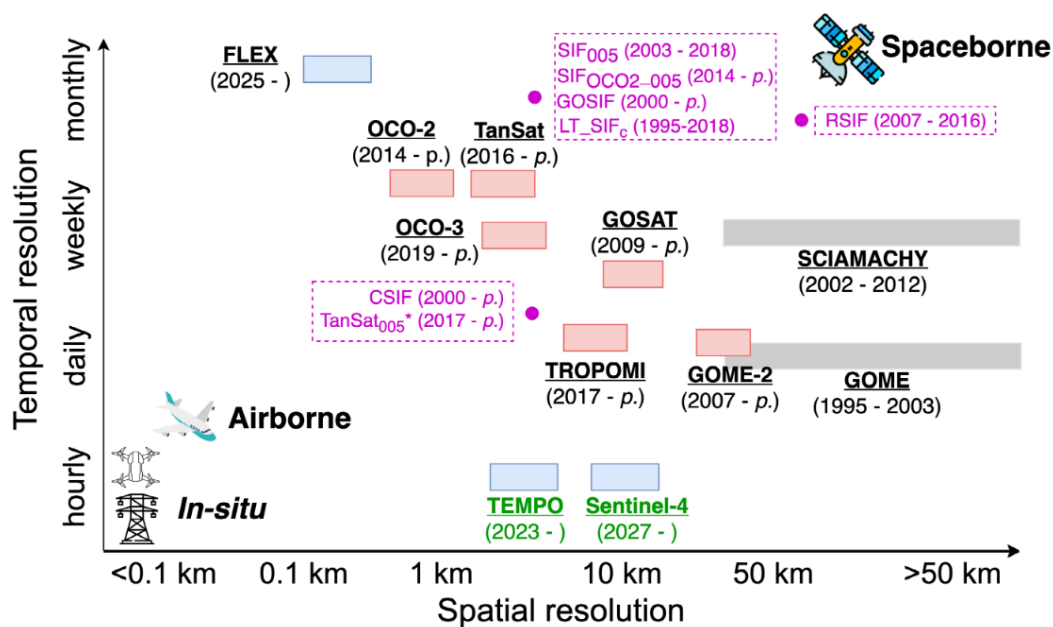 Temporal resolution
monthly
weekly
daily
hourly
FLEX
(2025 - )
SIF005 (2003 - 2018)
SIFOCO2–005 (2014 - p.)
GOSIF (2000 - p.)
LT_SIFc (1995-2018)
Spaceborne
RSIF (2007 - 2016)
OCO-2
(2014 - p.)
TanSat
(2016 - p.)
OCO-3
(2019 - p.)
GOSAT
(2009 - p.)
SCIAMACHY
(2002 - 2012)
CSIF (2000 - p.)
TanSat005* (2017 - p.)
TROPOMI
(2017 - p.)
GOME-2
(2007 - p.)
GOME
(1995 - 2003)
Airborne
In-situ
TEMPO
(2023 - )
Sentinel-4
(2027 - )
<0.1 km
0.1 km
1 km
10 km
50 km
>50 km
Spatial resolution